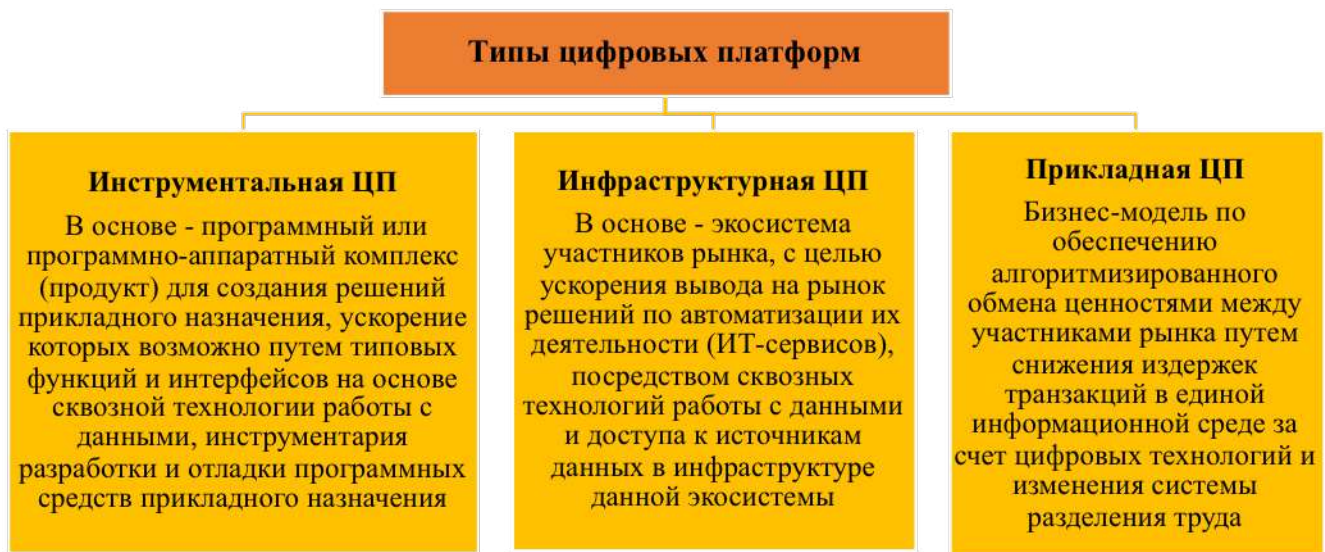 Типы цифровых платформ
Инструментальная ЦП
В основе - программный или
программно-аппаратный комплекс
(продукт) для создания решений
прикладного назначения, ускорение
которых возможно путем типовых
функций и интерфейсов на основе
сквозной технологии работы с
данными, инструментария
разработки и отладки программных
средств прикладного назначения
Инфраструктурная ЦП
В основе - экосистема
участников рынка, с целью
ускорения вывода на рынок
решений по автоматизации их
деятельности (ИТ-сервисов),
посредством сквозных
технологий работы с данными
и доступа к источникам
данных в инфраструктуре
данной экосистемы
Прикладная ЦП
Бизнес-модель по
обеспечению
алгоритмизированного
обмена ценностями между
участниками рынка путем
снижения издержек
транзакций в единой
информационной среде за
счет цифровых технологий и
изменения системы
разделения труда